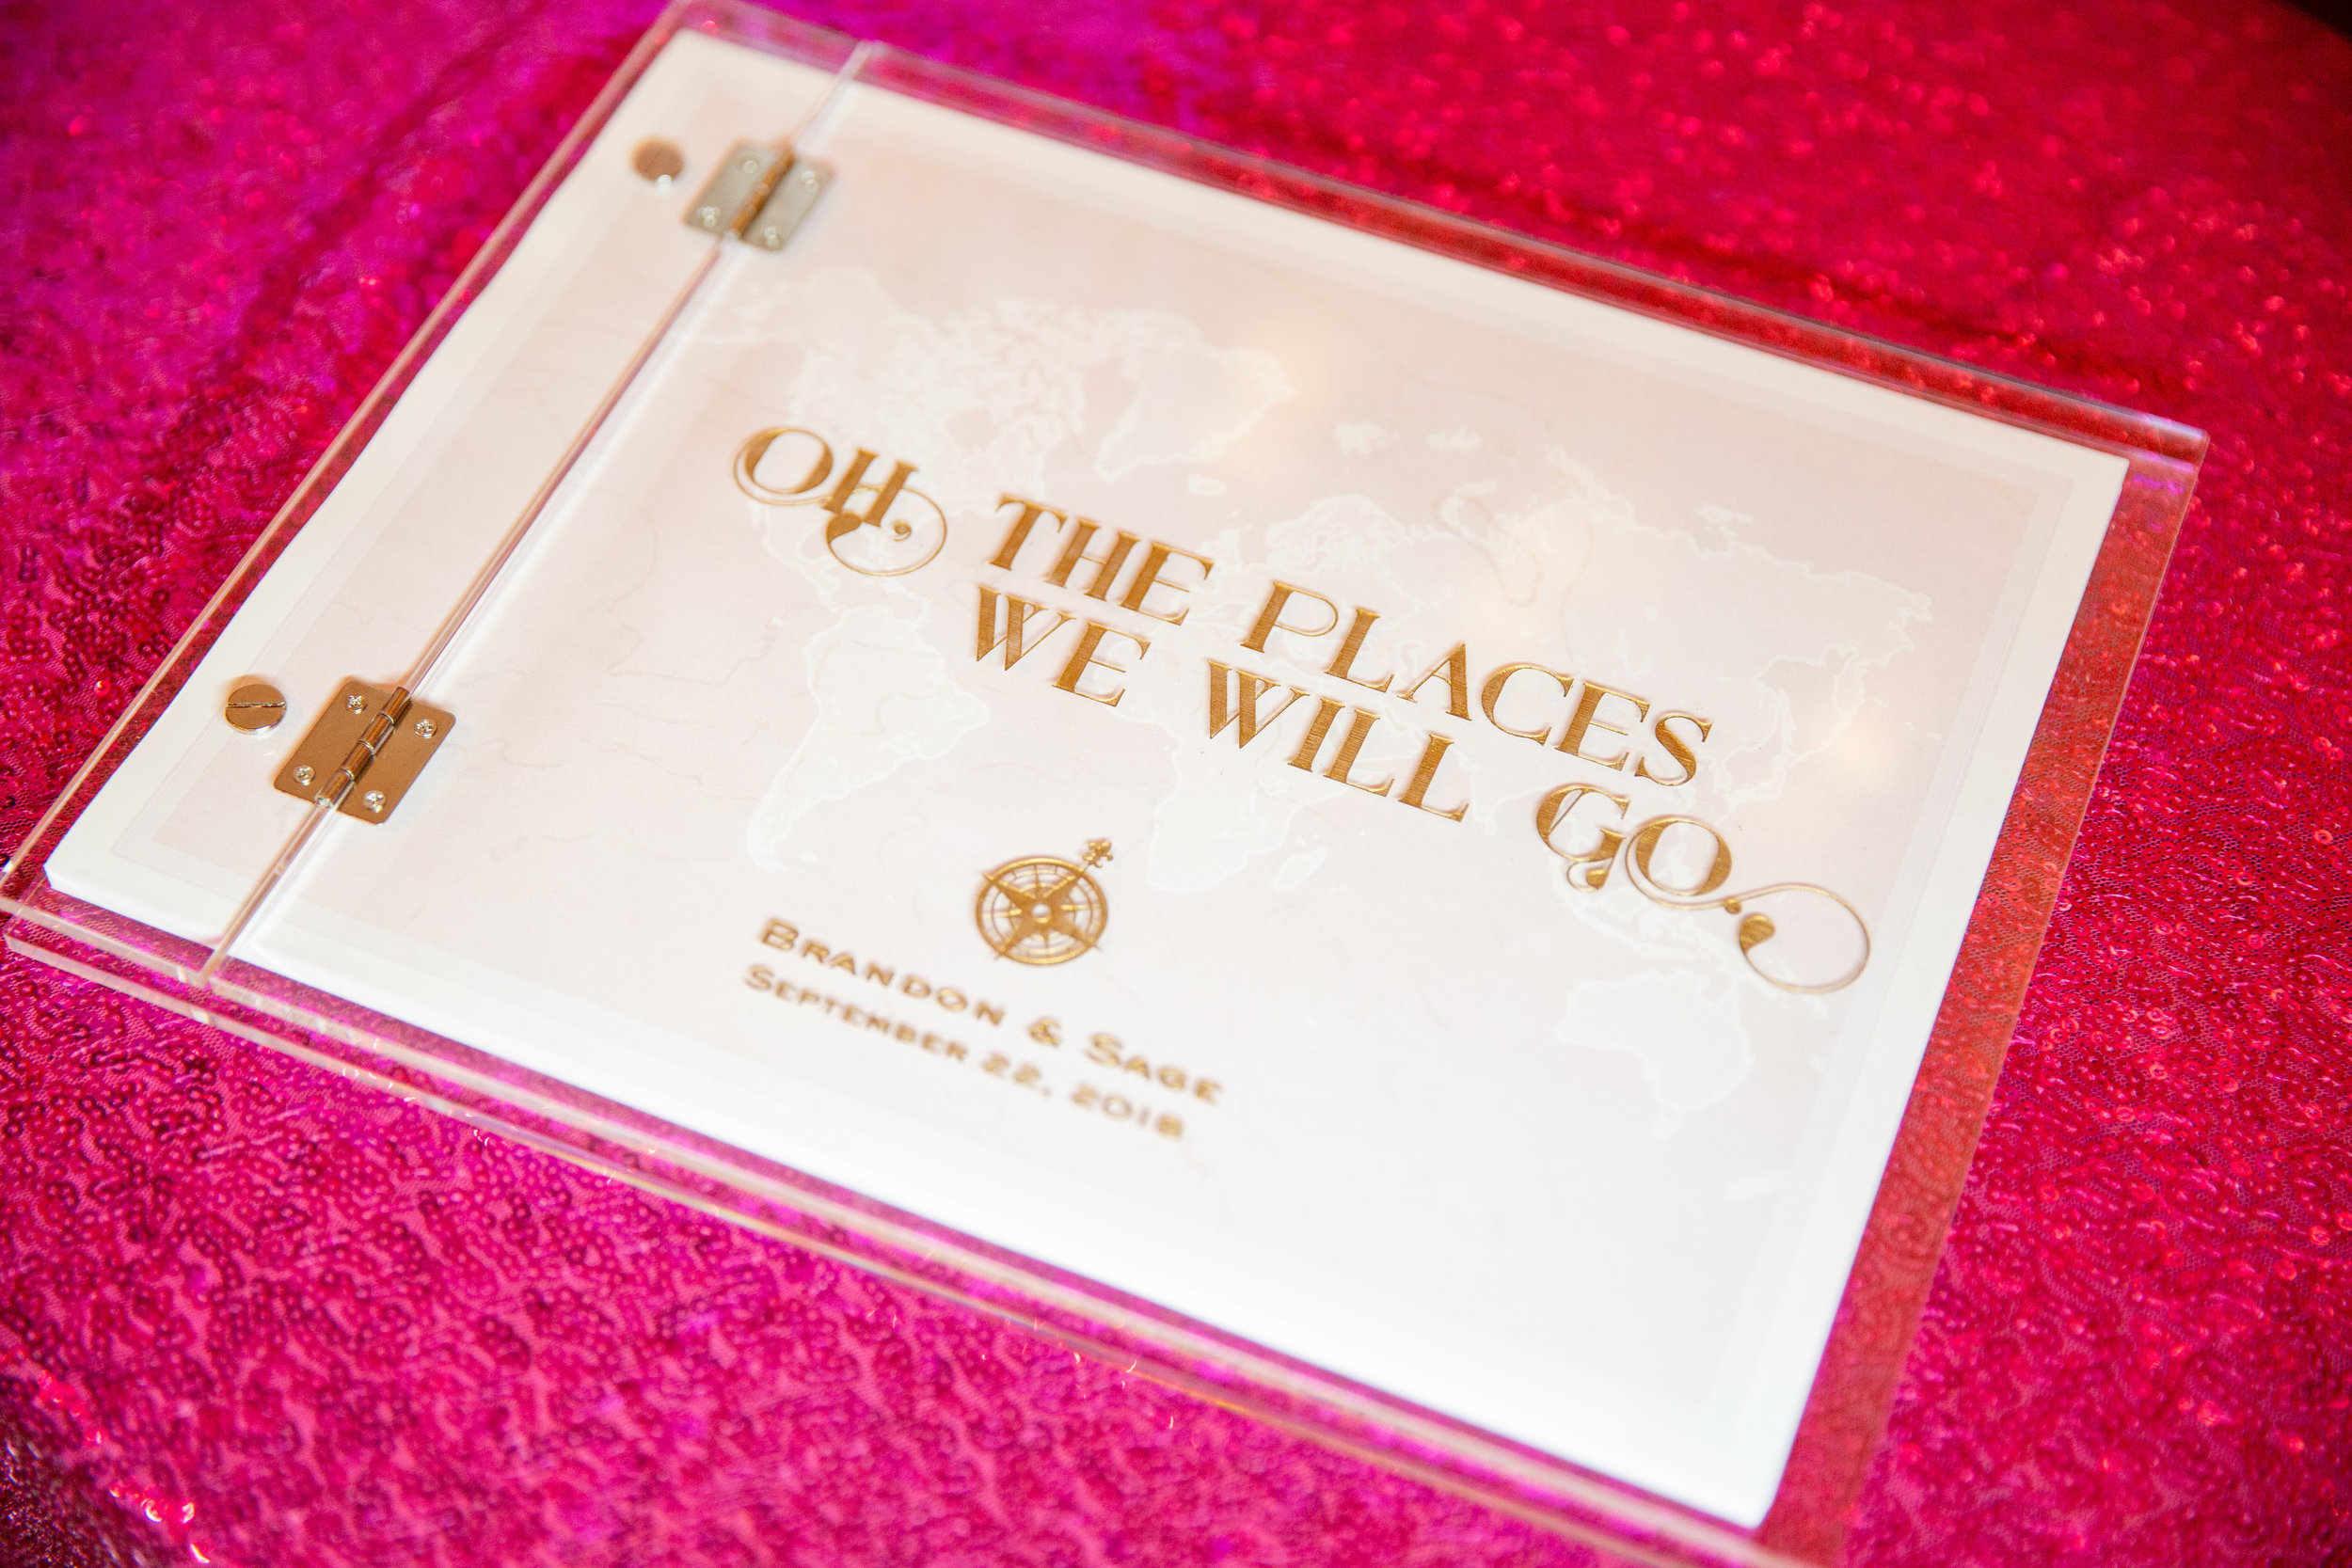 OH, THE PLACES
WE WILL GO
BRANDON & SAGE
SEPTEMBER 22, 2018